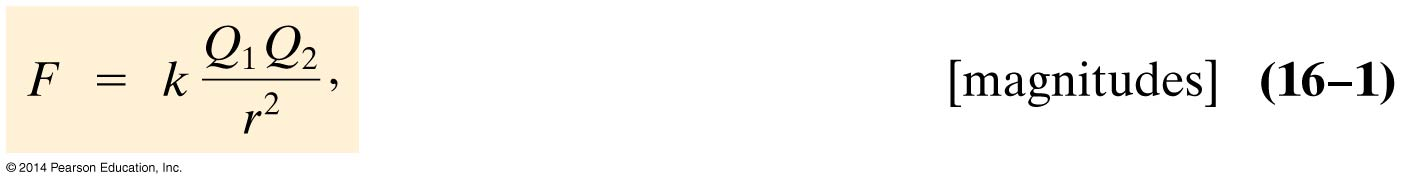 F = k Q₁Q₂/r², [magnitudes] (16–1)
© 2014 Pearson Education, Inc.